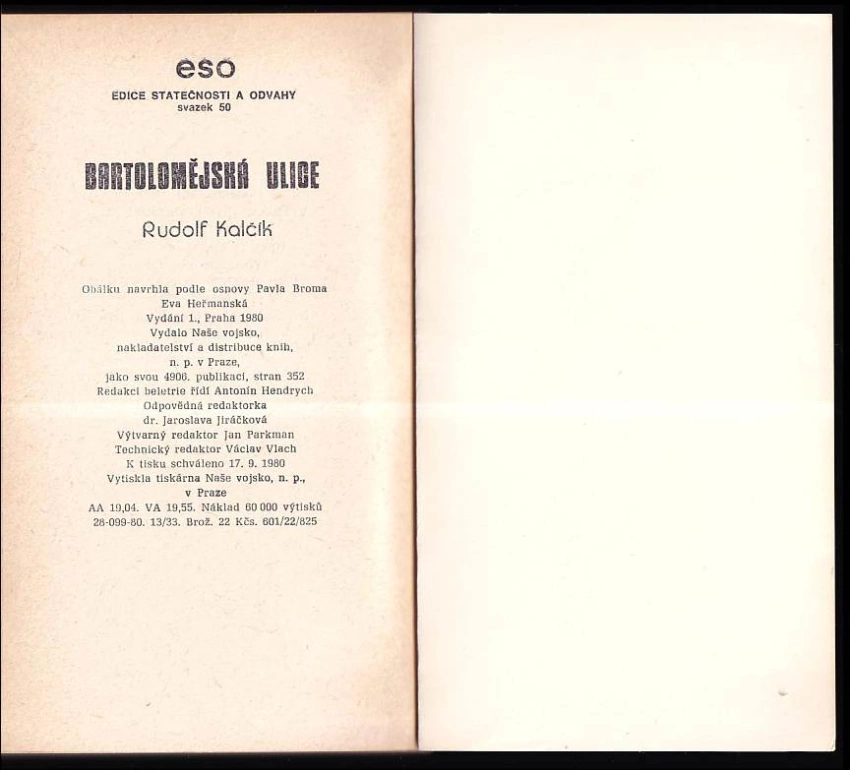 eso
EDICE STATEČNOSTI A ODVAHY
svazek 50
BARTOLOMĚJSKÁ ULICE
Rudolf Kalčík
Obálku navrhla podle osnovy Pavla Broma
Eva Heřmanská
Vydání 1., Praha 1980
Vydalo Naše vojsko,
nakladatelství a distribuce knih,
n. p. v Praze,
jako svou 4906. publikaci, stran 352
Redakci beletrie řídí Antonín Hendrych
Odpovědná redaktorka
dr. Jaroslava Jiráčková
Výtvarný redaktor Jan Parkman
Technický redaktor Václav Vlach
K tisku schváleno 17. 9. 1980
Vytiskla tiskárna Naše vojsko, n. p.,
v Praze
AA 19,04. VA 19,55. Náklad 60 000 výtisků
28-099-80. 13/33. Brož. 22 Kčs. 601/22/825